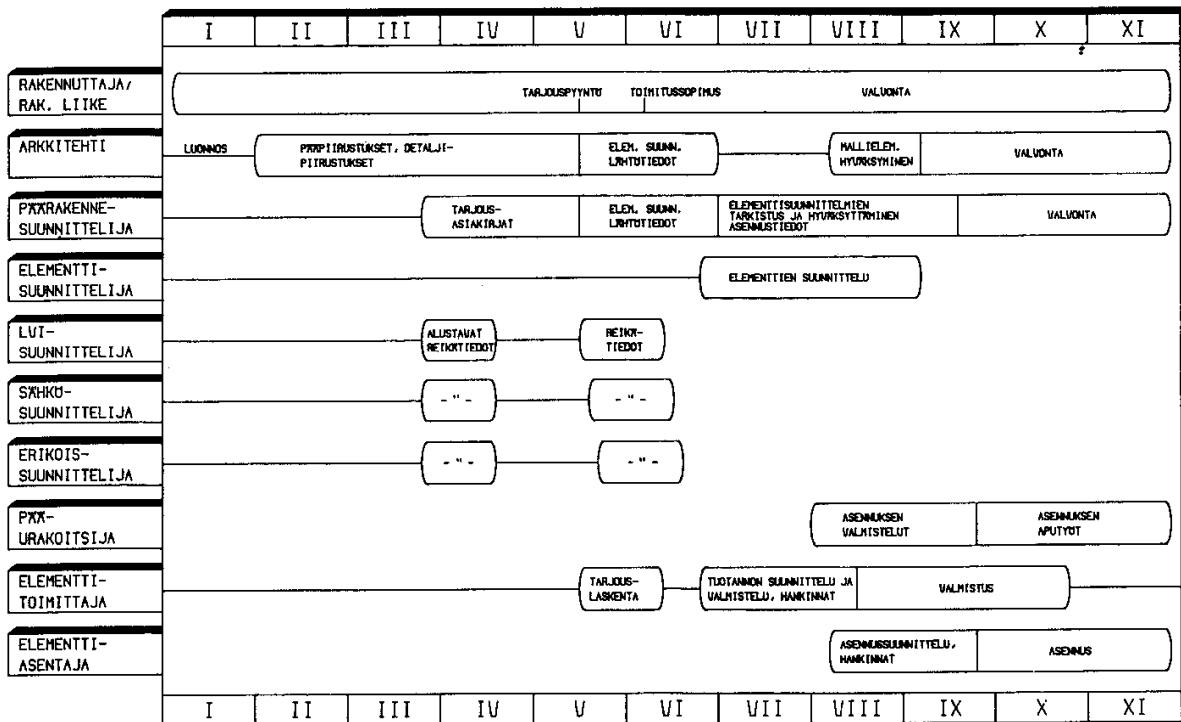 I II III IV V VI VII VIII IX X XI
RAKENNUTTAJA/
RAK. LIIKE
TARJOUSPYYNTÖ TOIMITUSSOPIMUS VALVONTA
ARKKITEHTI
LUONNOS
PÄÄPIIRUSTUKSET, DETALJI-
PIIRUSTUKSET
ELEM. SUUNN.
LÄHTÖTIEDOT
MALLIELEM.
HYVÄKSYMINEN
VALVONTA
PÄÄRAKENNE-
SUUNNITTELIJA
TARJOUS-
ASIAKIRJAT
ELEM. SUUNN.
LÄHTÖTIEDOT
ELEMENTTISUUNNITTELMIEN
TARKISTUS JA HYVÄKSYTTÄMINEN
ASENNUSTIEDOT
VALVONTA
ELEMENTTI-
SUUNNITTELIJA
ELEMENTTIEN SUUNNITTELU
LVI-
SUUNNITTELIJA
ALUSTAVAT
REIKÄTIEDOT
REIKÄ-
TIEDOT
SÄHKÖ-
SUUNNITTELIJA
- " -
- " -
ERIKOIS-
SUUNNITTELIJA
- " -
- " -
PÄÄ-
URAKOITSIJA
ASENNUKSEN
VALMISTELUT
ASENNUKSEN
APUTYÖT
ELEMENTTI-
TOIMITTAJA
TARJOUS-
LASKENTA
TUOTANNON SUUNNITTELU JA
VALMISTELU, HANKINNAT
VALMISTUS
ELEMENTTI-
ASENTAJA
ASENNUSSUUNNITTELU,
HANKINNAT
ASENNUS
I II III IV V VI VII VIII IX X XI